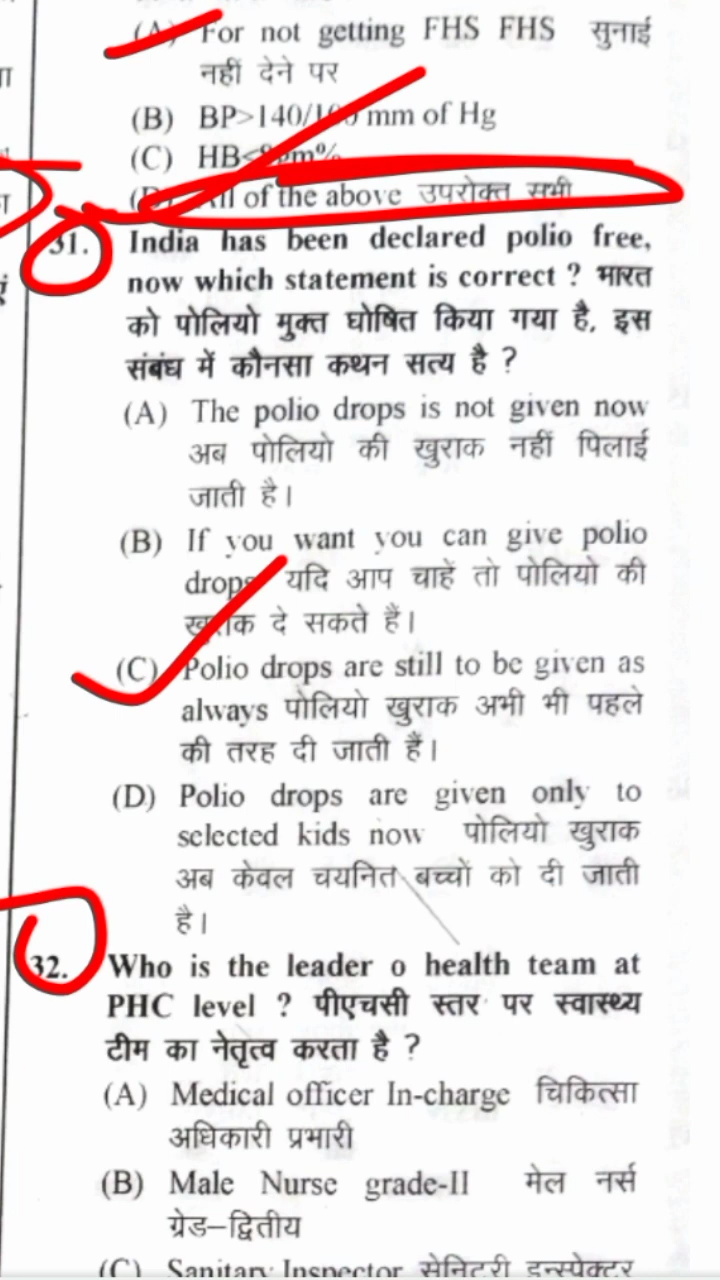 (A) For not getting FHS FHS सुनाई
नहीं देने पर
(B) BP>140/100 mm of Hg
(C) HB<8gm%
(D) All of the above उपरोक्त सभी
31. India has been declared polio free,
now which statement is correct ? भारत
को पोलियो मुक्त घोषित किया गया है, इस
संबंध में कौनसा कथन सत्य है ?
(A) The polio drops is not given now
अब पोलियो की खुराक नहीं पिलाई
जाती है।
(B) If you want you can give polio
drops यदि आप चाहें तो पोलियो की
खुराक दे सकते हैं।
(C) Polio drops are still to be given as
always पोलियो खुराक अभी भी पहले
की तरह दी जाती हैं।
(D) Polio drops are given only to
selected kids now पोलियो खुराक
अब केवल चयनित बच्चों को दी जाती
है।
32. Who is the leader o health team at
PHC level ? पीएचसी स्तर पर स्वास्थ्य
टीम का नेतृत्व करता है ?
(A) Medical officer In-charge चिकित्सा
अधिकारी प्रभारी
(B) Male Nurse grade-II मेल नर्स
ग्रेड–द्वितीय
(C) Sanitary Inspector सेनिटरी इन्स्पेक्टर